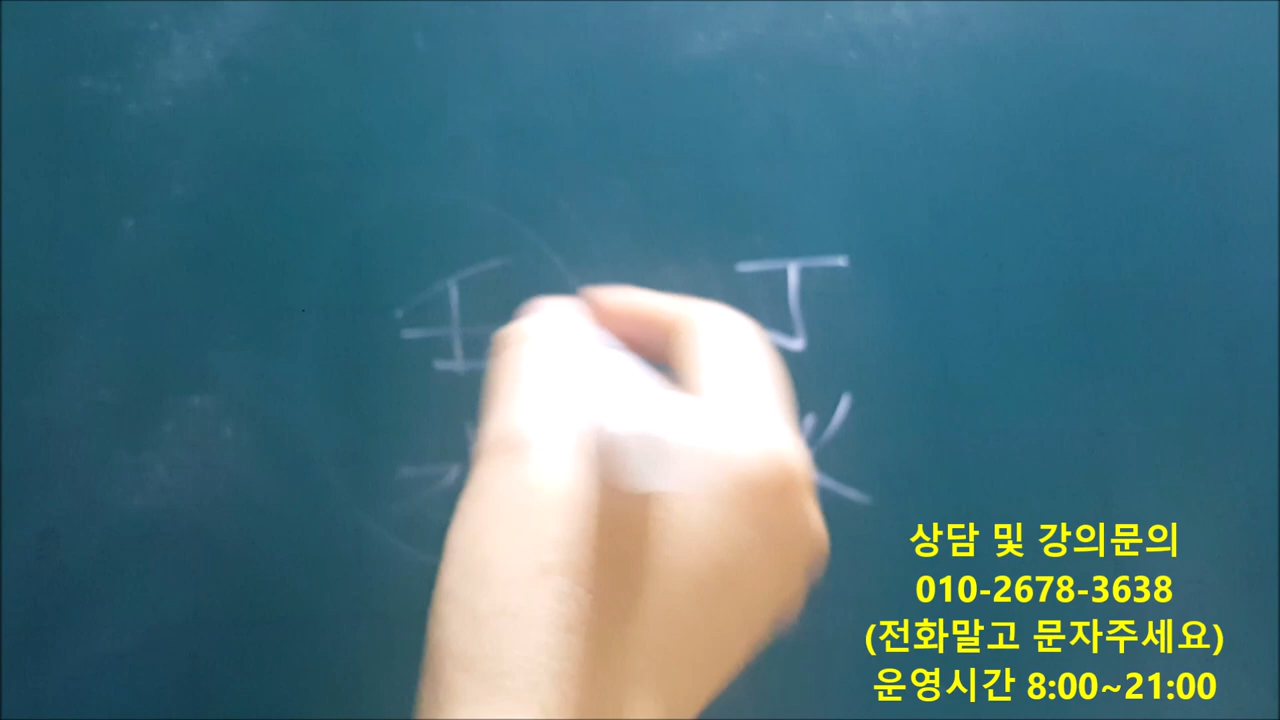 상담 및 강의문의
010-2678-3638
(전화말고 문자주세요)
운영시간 8:00~21:00